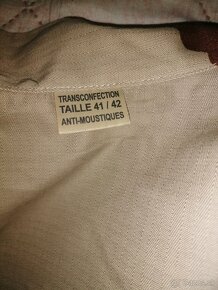 TRANSCONFECTION
TAILLE 41 / 42
ANTI-MOUSTIQUES